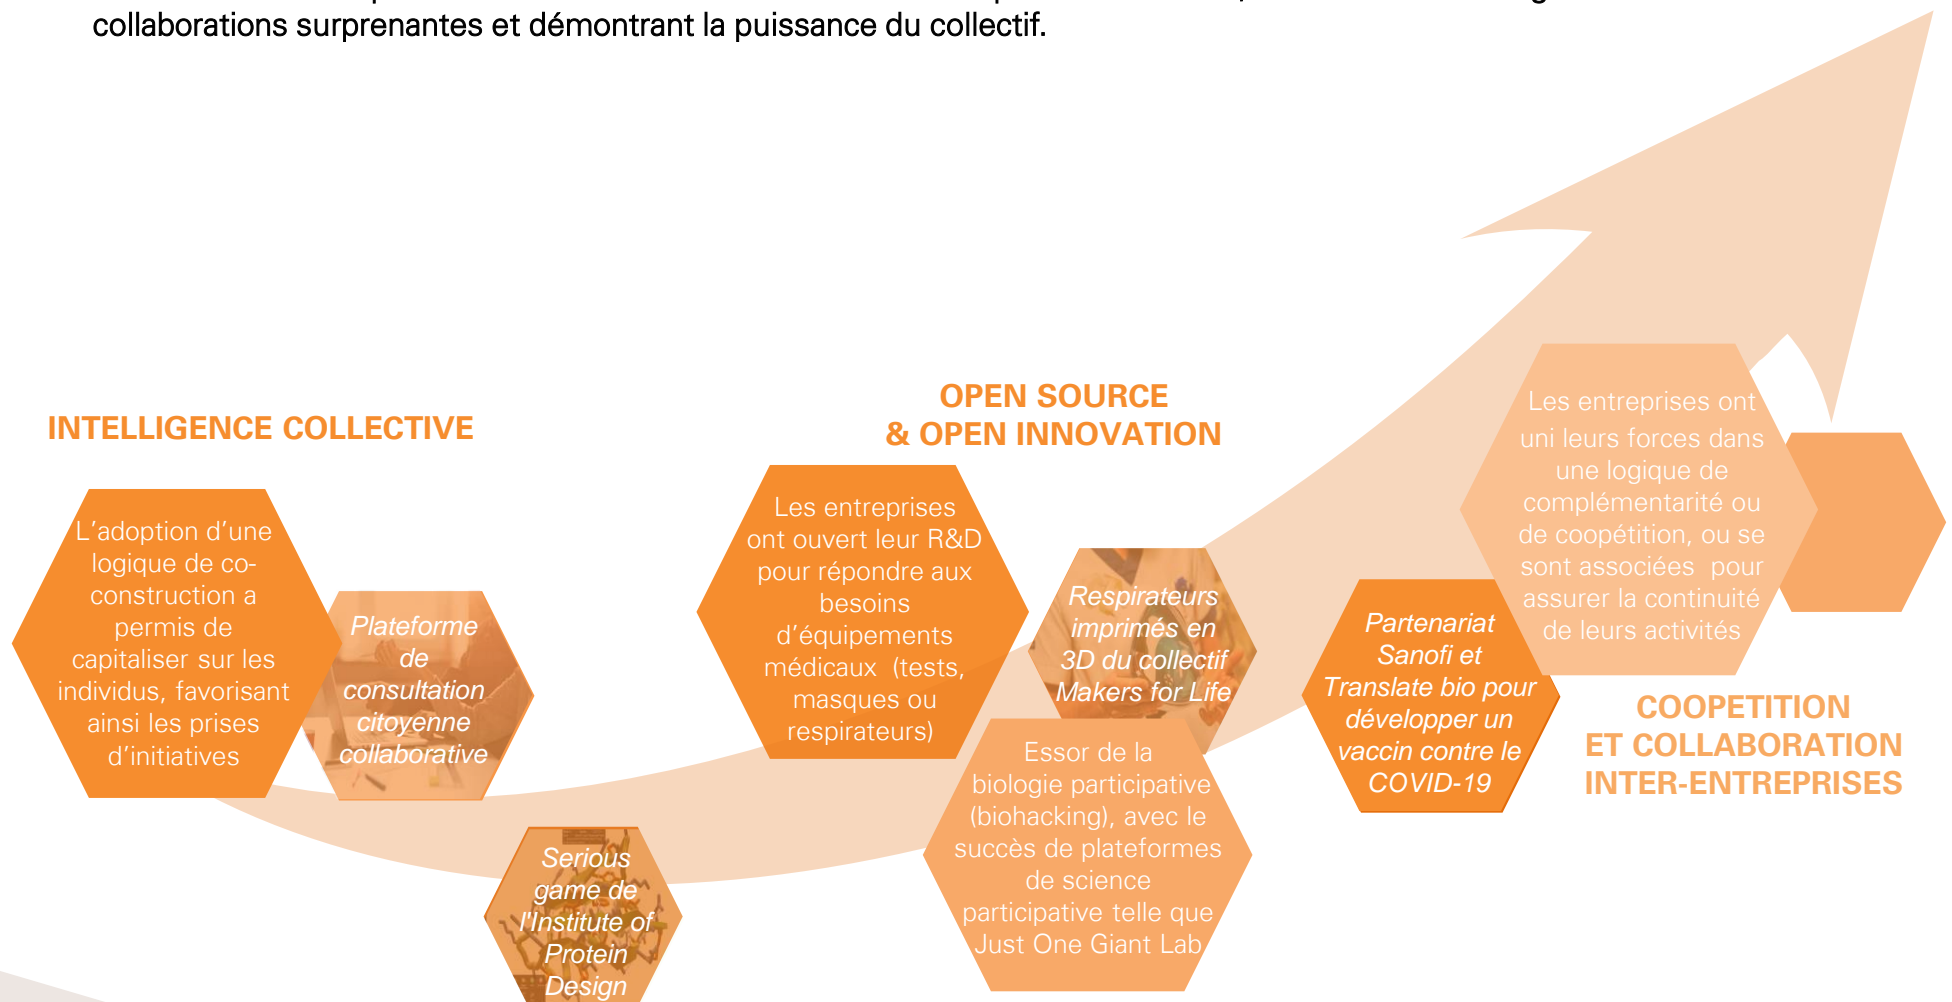 collaborations surprenantes et démontrant la puissance du collectif.
INTELLIGENCE COLLECTIVE
L’adoption d’une
logique de co-
construction a
permis de
capitaliser sur les
individus, favorisant
ainsi les prises
d’initiatives
Plateforme
de
consultation
citoyenne
collaborative
Serious
game de
l'Institute of
Protein
Design
OPEN SOURCE
& OPEN INNOVATION
Les entreprises
ont ouvert leur R&D
pour répondre aux
besoins
d’équipements
médicaux (tests,
masques ou
respirateurs)
Respirateurs
imprimés en
3D du collectif
Makers for Life
Essor de la
biologie participative
(biohacking), avec le
succès de plateformes
de science
participative telle que
Just One Giant Lab
Partenariat
Sanofi et
Translate bio pour
développer un
vaccin contre le
COVID-19
Les entreprises ont
uni leurs forces dans
une logique de
complémentarité ou
de coopétition, ou se
sont associées pour
assurer la continuité
de leurs activités
COOPETITION
ET COLLABORATION
INTER-ENTREPRISES